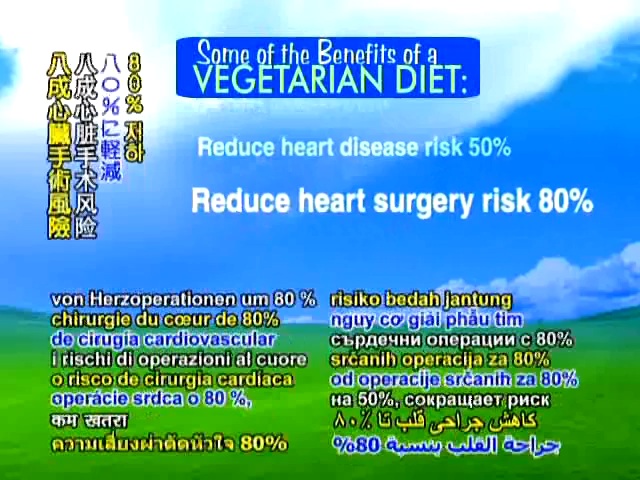 Some of the Benefits of a
VEGETARIAN DIET:
Reduce heart disease risk 50%
Reduce heart surgery risk 80%
八成心臟手術風險
八成心脏手术风险
八〇%に軽減
80% 저하
von Herzoperationen um 80 %
chirurgie du cœur de 80%
de cirugía cardiovascular
i rischi di operazioni al cuore
o risco de cirurgia cardíaca
operácie srdca o 80 %,
कम खतरा
ความเสี่ยงผ่าตัดหัวใจ 80%
risiko bedah jantung
nguy cơ giải phẫu tim
сърдечни операции с 80%
srčanih operacija za 80%
od operacije srčanih za 80%
на 50%, сокращает риск
کاهش جراحی قلب تا ۸۰٪
جراحة القلب بنسبة 80%